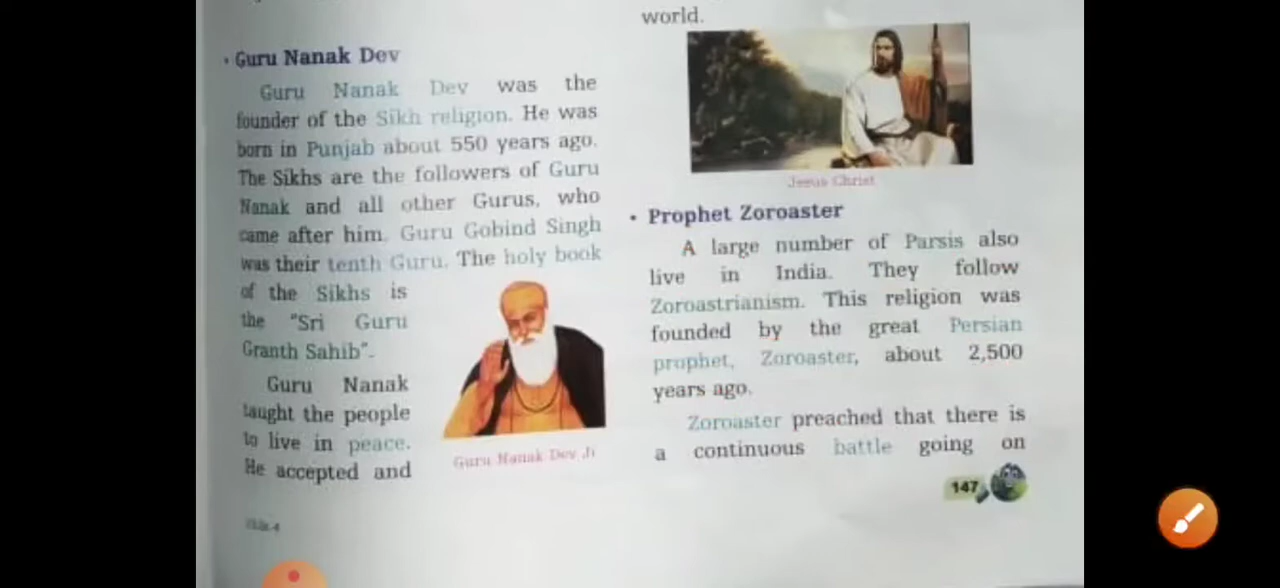 • Guru Nanak Dev
Guru Nanak Dev was the
founder of the Sikh religion. He was
born in Punjab about 550 years ago.
The Sikhs are the followers of Guru
Nanak and all other Gurus, who
came after him. Guru Gobind Singh
was their tenth Guru. The holy book
of the Sikhs is
the "Sri Guru
Granth Sahib".
Guru Nanak
taught the people
to live in peace.
He accepted and
Guru Nanak Dev Ji
world.
Jesus Christ
• Prophet Zoroaster
A large number of Parsis also
live in India. They follow
Zoroastrianism. This religion was
founded by the great Persian
prophet, Zoroaster, about 2,500
years ago.
Zoroaster preached that there is
a continuous battle going on
147